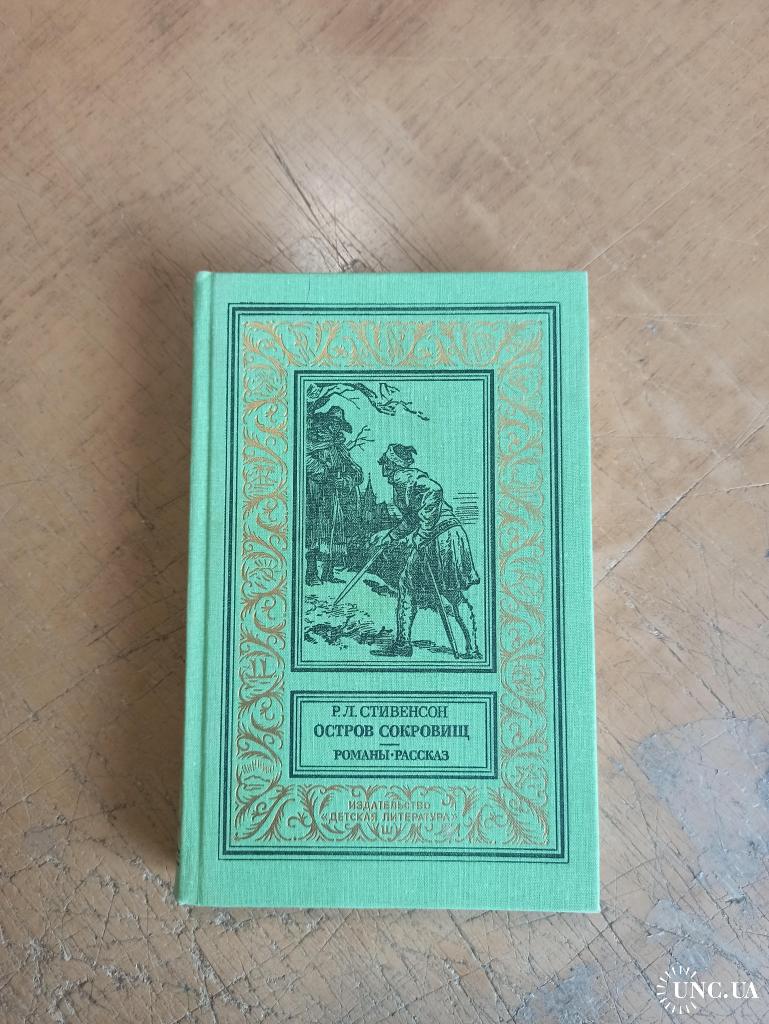 Р. Л. СТИВЕНСОН
ОСТРОВ СОКРОВИЩ
РОМАНЫ·РАССКАЗ
ИЗДАТЕЛЬСТВО
«ДЕТСКАЯ ЛИТЕРАТУРА»
UNC.UA